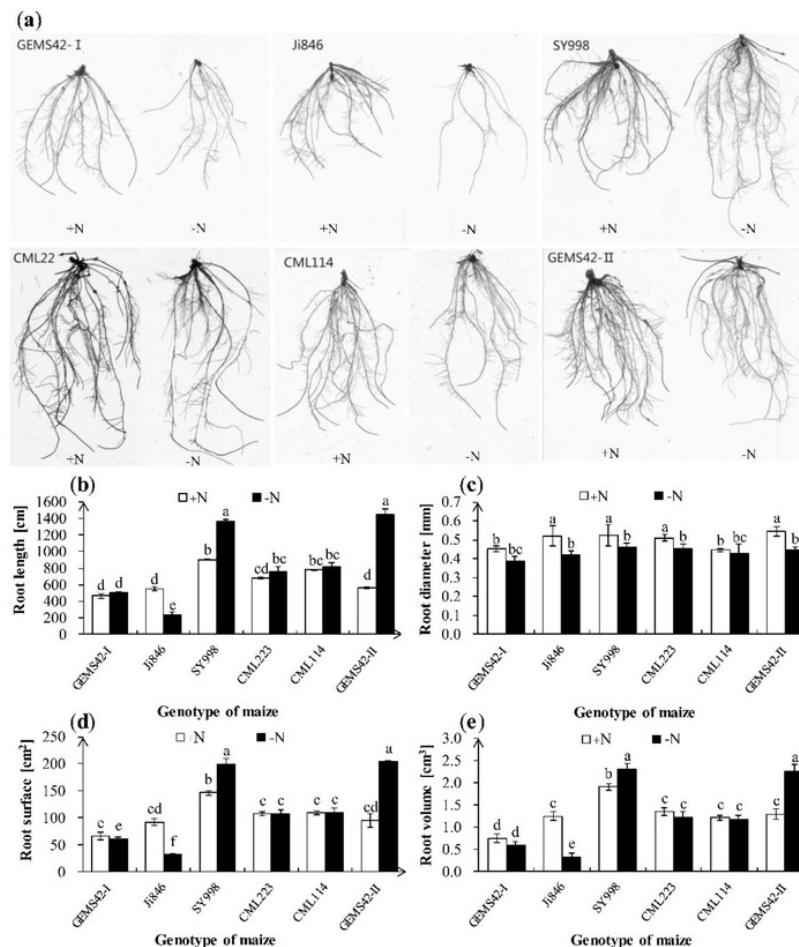 (a)
GEMS42-I
Ji846
SY998
+N
-N
+N
-N
+N
-N
CML22
CML114
GEMS42-II
+N
-N
+N
-N
+N
-N
(b)
+N
-N
Root length [cm]
1600
1400
1200
1000
800
600
400
200
0
d
d
d
e
b
a
cd
bc
bc
bc
d
a
GEMS42-I
Ji846
SY998
CML223
CML114
GEMS42-II
Genotype of maize
(c)
+N
-N
Root diameter [mm]
0.7
0.6
0.5
0.4
0.3
0.2
0.1
0.0
b
bc
a
b
a
b
a
b
b
bc
a
b
GEMS42-I
Ji846
SY998
CML223
CML114
GEMS42-II
Genotype of maize
(d)
+N
-N
Root surface [cm²]
250
200
150
100
50
0
c
e
cd
f
b
a
c
c
c
c
cd
a
GEMS42-I
Ji846
SY998
CML223
CML114
GEMS42-II
Genotype of maize
(e)
+N
-N
Root volume [cm³]
3.0
2.5
2.0
1.5
1.0
0.5
0.0
d
d
c
e
b
a
c
c
c
c
c
a
GEMS42-I
Ji846
SY998
CML223
CML114
GEMS42-II
Genotype of maize